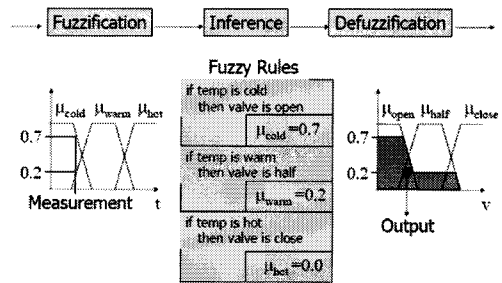 Fuzzification Inference Defuzzification
Fuzzy Rules
μcold μwarm μhot
0.7
0.2
Measurement t
if temp is cold
then valve is open
μcold=0.7
if temp is warm
then valve is half
μwarm=0.2
if temp is hot
then valve is close
μhot=0.0
μopen μhalf μclose
0.7
0.2
Output v